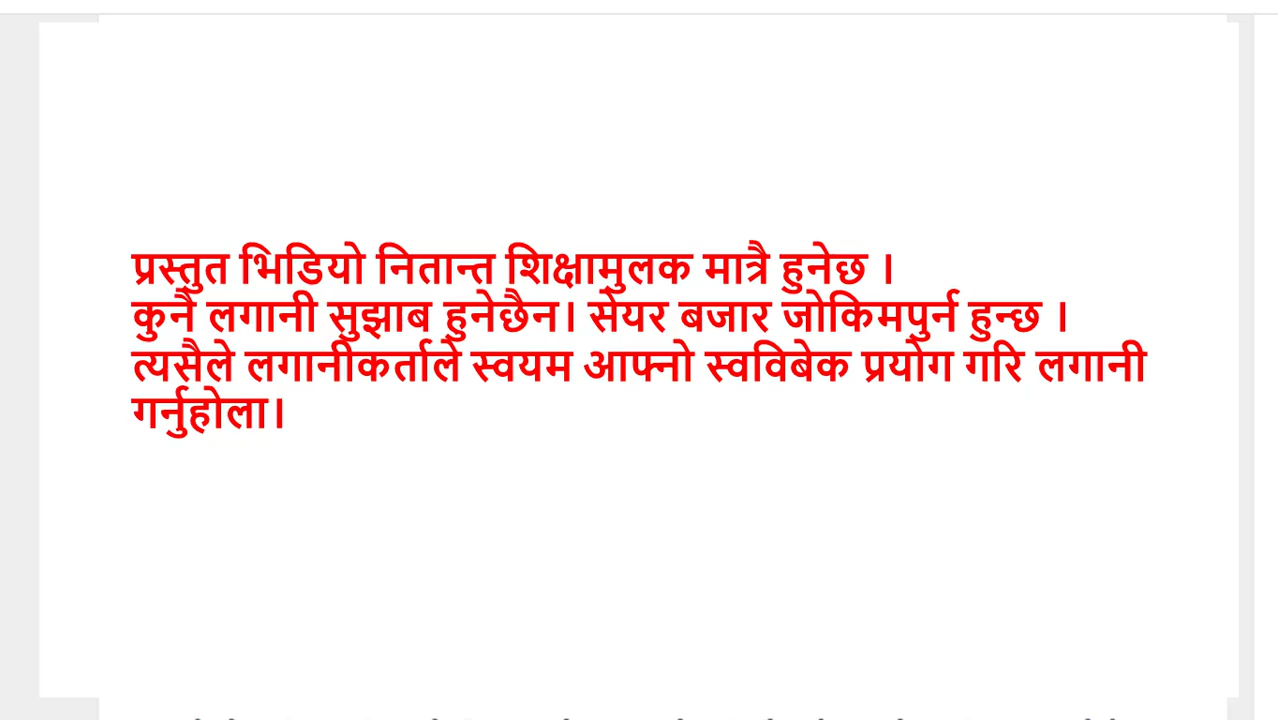 प्रस्तुत भिडियो नितान्त शिक्षामुलक मात्रै हुनेछ ।
कुनै लगानी सुझाब हुनेछैन। सेयर बजार जोकिमपुर्न हुन्छ ।
त्यसैले लगानीकर्ताले स्वयम आफ्नो स्वविबेक प्रयोग गरि लगानी
गर्नुहोला।